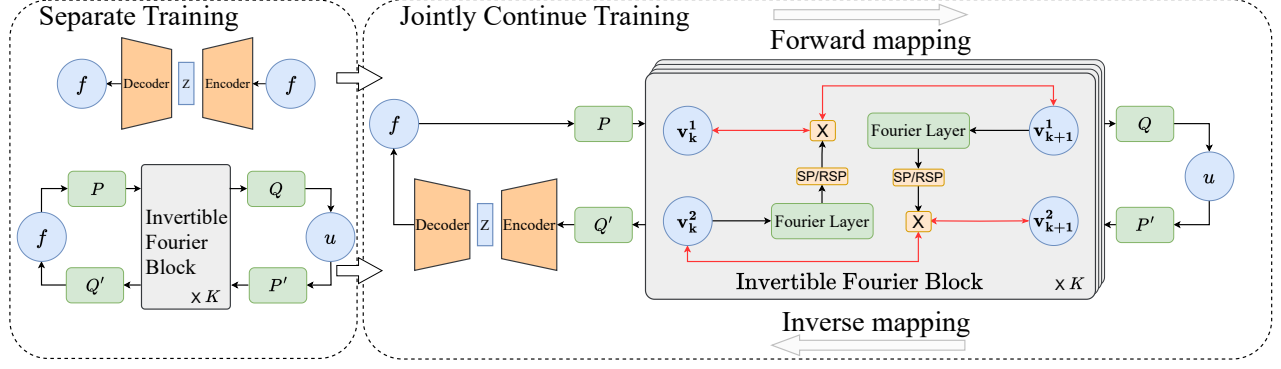 Separate Training
f
Decoder
Z
Encoder
f
P
Q
f
Invertible
Fourier
Block
x K
u
Q′
P′
Jointly Continue Training
Forward mapping
f
P
v¹ₖ
X
Fourier Layer
v¹ₖ₊₁
Q
SP/RSP
SP/RSP
u
Decoder
Z
Encoder
Q′
v²ₖ
Fourier Layer
X
v²ₖ₊₁
P′
Invertible Fourier Block
x K
Inverse mapping